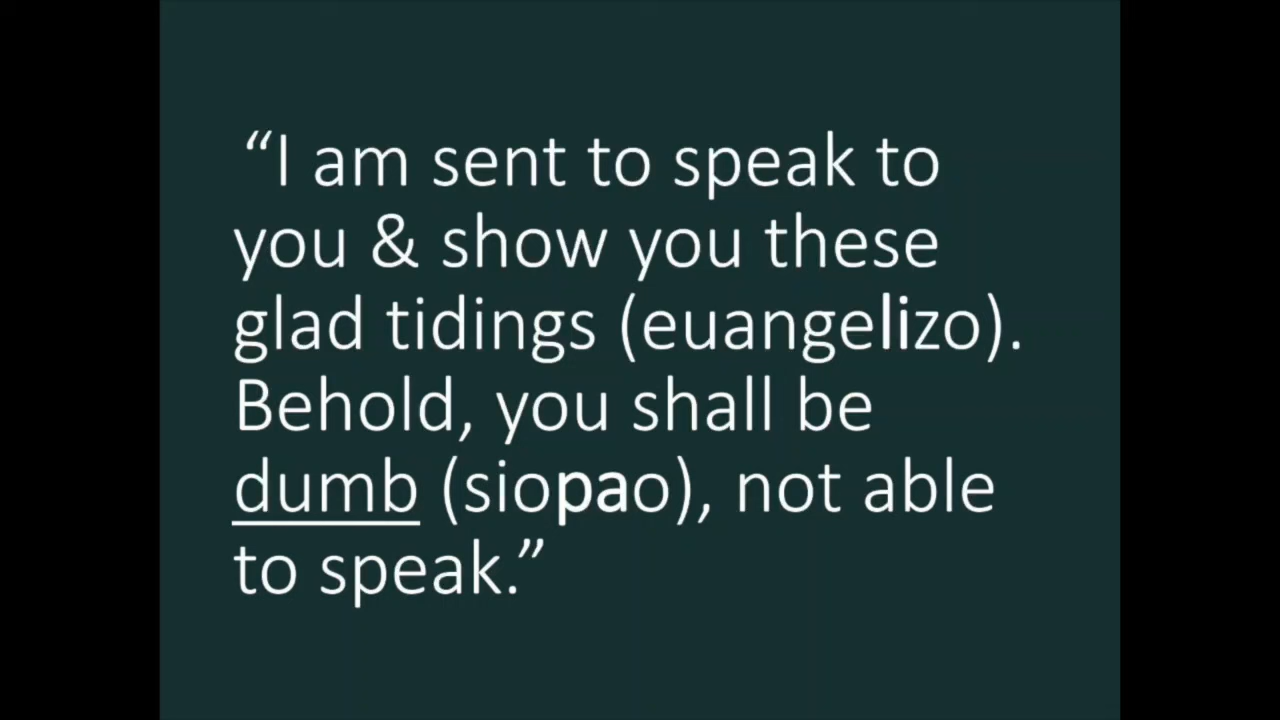 “I am sent to speak to
you & show you these
glad tidings (euangelizo).
Behold, you shall be
dumb (siopao), not able
to speak.”